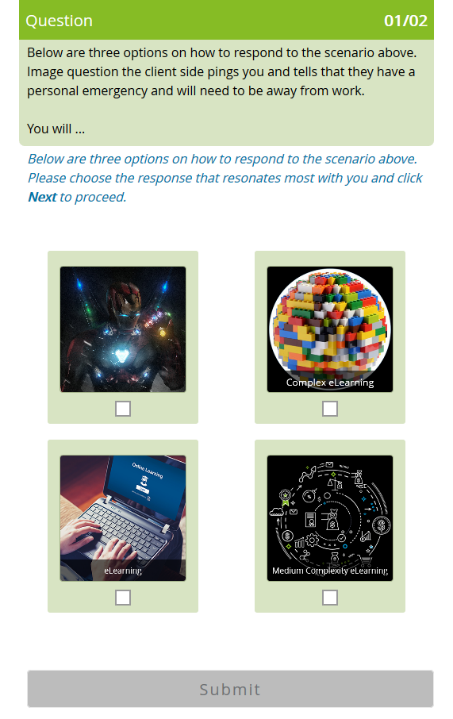 Question 01/02
Below are three options on how to respond to the scenario above.
Image question the client side pings you and tells that they have a
personal emergency and will need to be away from work.
You will ...
Below are three options on how to respond to the scenario above.
Please choose the response that resonates most with you and click
Next to proceed.
Complex eLearning
Online Learning
eLearning
Medium Complexity eLearning
Submit